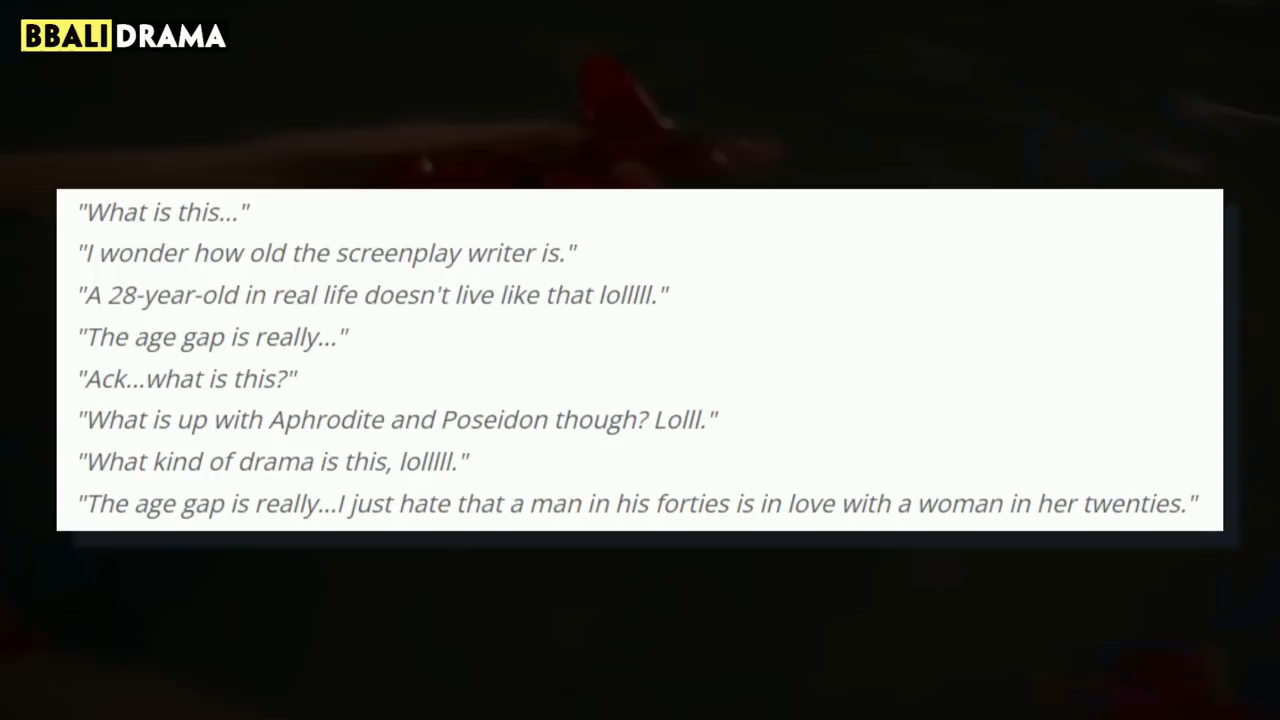 BBALI DRAMA
"What is this..."
"I wonder how old the screenplay writer is."
"A 28-year-old in real life doesn't live like that lolllll."
"The age gap is really..."
"Ack...what is this?"
"What is up with Aphrodite and Poseidon though? Lolll."
"What kind of drama is this, lolllll."
"The age gap is really...I just hate that a man in his forties is in love with a woman in her twenties."